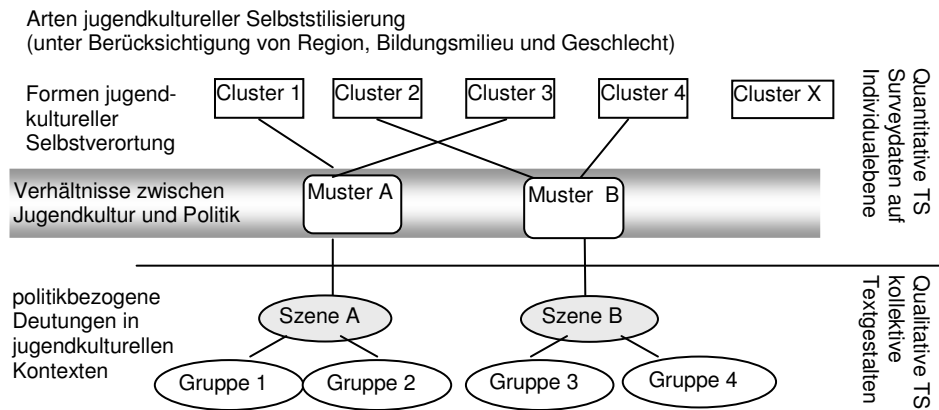 Arten jugendkultureller Selbststilisierung
(unter Berücksichtigung von Region, Bildungsmilieu und Geschlecht)
Formen jugend-
kultureller
Selbstverortung
Cluster 1
Cluster 2
Cluster 3
Cluster 4
Cluster X
Quantitative TS
Surveydaten auf
Individualebene
Verhältnisse zwischen
Jugendkultur und Politik
Muster A
Muster B
politikbezogene
Deutungen in
jugendkulturellen
Kontexten
Szene A
Szene B
Gruppe 1
Gruppe 2
Gruppe 3
Gruppe 4
Qualitative TS
kollektive
Textgestalten